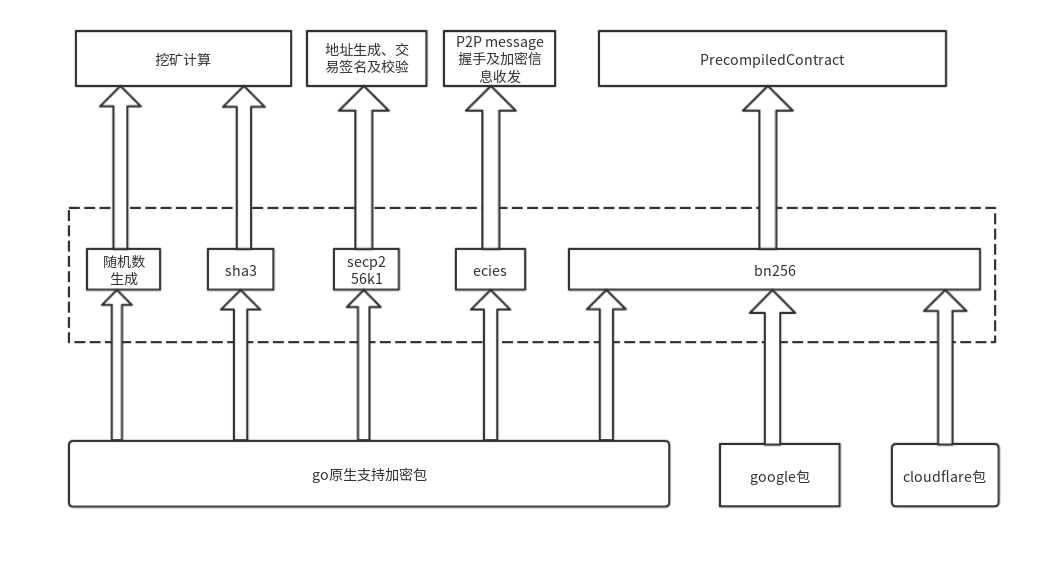 挖矿计算
地址生成、交
易签名及校验
P2P message
握手及加密信
息收发
PrecompiledContract
随机数
生成
sha3
secp2
56k1
ecies
bn256
go原生支持加密包
google包
cloudflare包